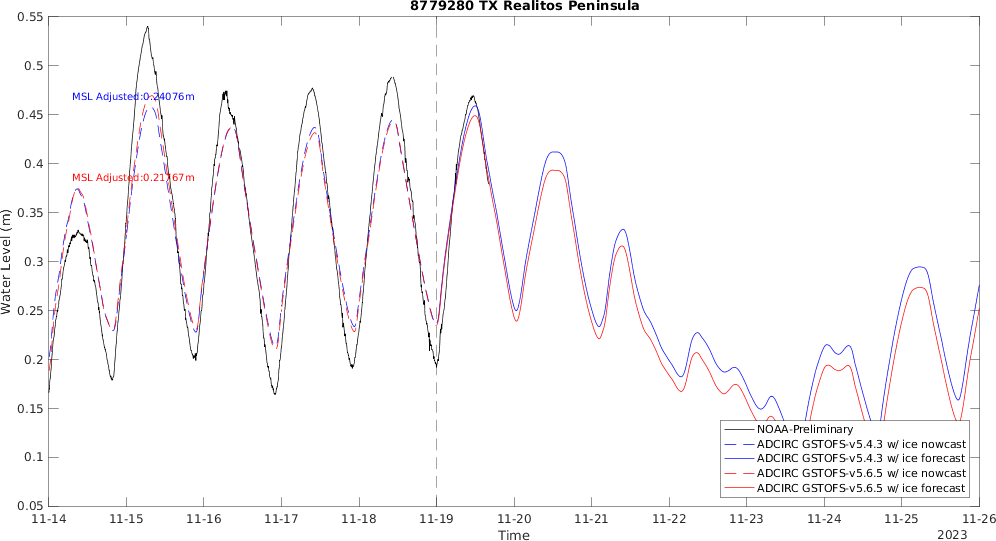 8779280 TX Realitos Peninsula
0.55
0.5
0.45
0.4
0.35
0.3
0.25
0.2
0.15
0.1
0.05
Water Level (m)
MSL Adjusted:0.24076m
MSL Adjusted:0.21767m
NOAA-Preliminary
ADCIRC GSTOFS-v5.4.3 w/ ice nowcast
ADCIRC GSTOFS-v5.4.3 w/ ice forecast
ADCIRC GSTOFS-v5.6.5 w/ ice nowcast
ADCIRC GSTOFS-v5.6.5 w/ ice forecast
11-14 11-15 11-16 11-17 11-18 11-19 11-20 11-21 11-22 11-23 11-24 11-25 11-26
Time
2023